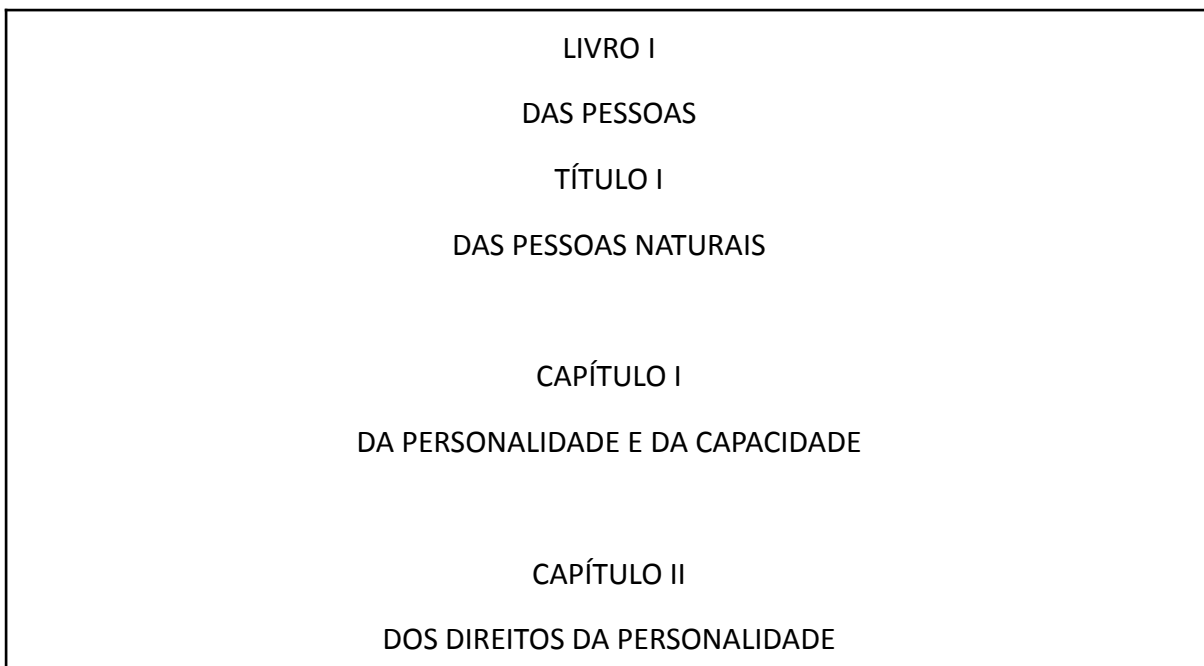 LIVRO I
DAS PESSOAS
TÍTULO I
DAS PESSOAS NATURAIS
CAPÍTULO I
DA PERSONALIDADE E DA CAPACIDADE
CAPÍTULO II
DOS DIREITOS DA PERSONALIDADE